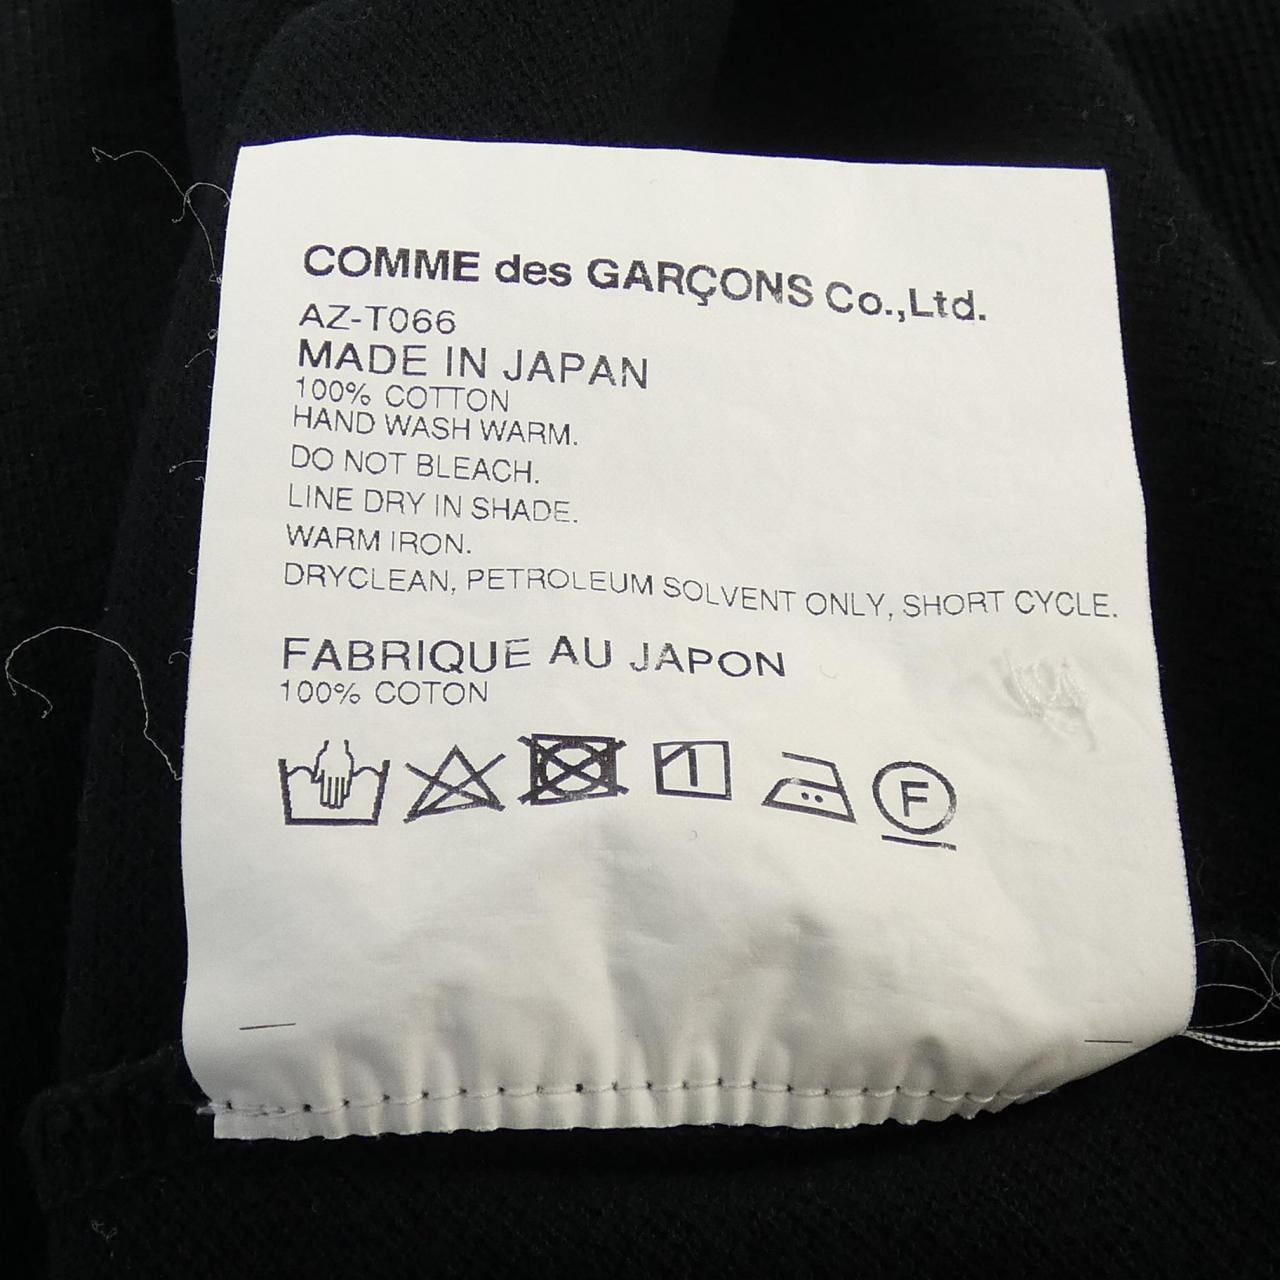 COMME des GARÇONS Co.,Ltd.
AZ-T066
MADE IN JAPAN
100% COTTON
HAND WASH WARM.
DO NOT BLEACH.
LINE DRY IN SHADE.
WARM IRON.
DRYCLEAN, PETROLEUM SOLVENT ONLY, SHORT CYCLE.
FABRIQUE AU JAPON
100% COTON
F